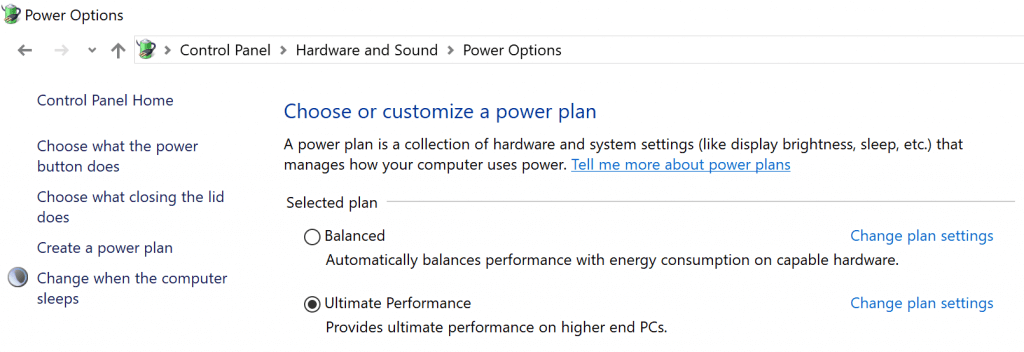 Power Options
Control Panel > Hardware and Sound > Power Options
Control Panel Home
Choose what the power
button does
Choose what closing the lid
does
Create a power plan
Change when the computer
sleeps
Choose or customize a power plan
A power plan is a collection of hardware and system settings (like display brightness, sleep, etc.) that
manages how your computer uses power. Tell me more about power plans
Selected plan
Balanced Change plan settings
Automatically balances performance with energy consumption on capable hardware.
Ultimate Performance Change plan settings
Provides ultimate performance on higher end PCs.